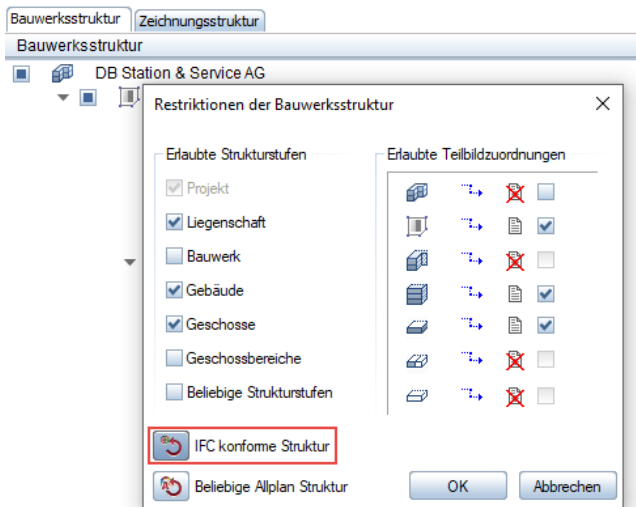 Bauwerksstruktur Zeichnungsstruktur
Bauwerksstruktur
DB Station & Service AG
Restriktionen der Bauwerksstruktur
Erlaubte Strukturstufen
Erlaubte Teilbildzuordnungen
Projekt
Liegenschaft
Bauwerk
Gebäude
Geschosse
Geschossbereiche
Beliebige Strukturstufen
IFC konforme Struktur
Beliebige Allplan Struktur
OK
Abbrechen